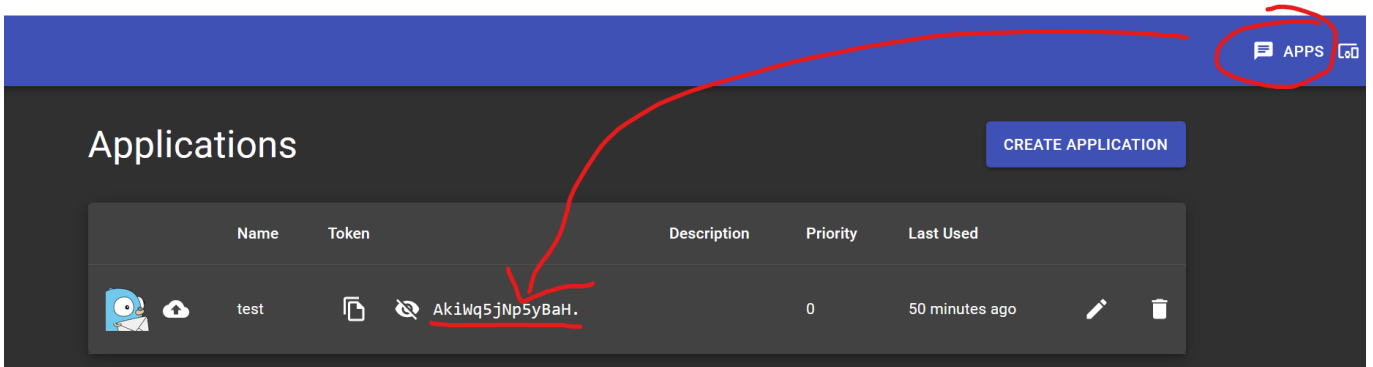 APPS
Applications
CREATE APPLICATION
Name Token Description Priority Last Used
test AkiWq5jNp5yBaH. 0 50 minutes ago